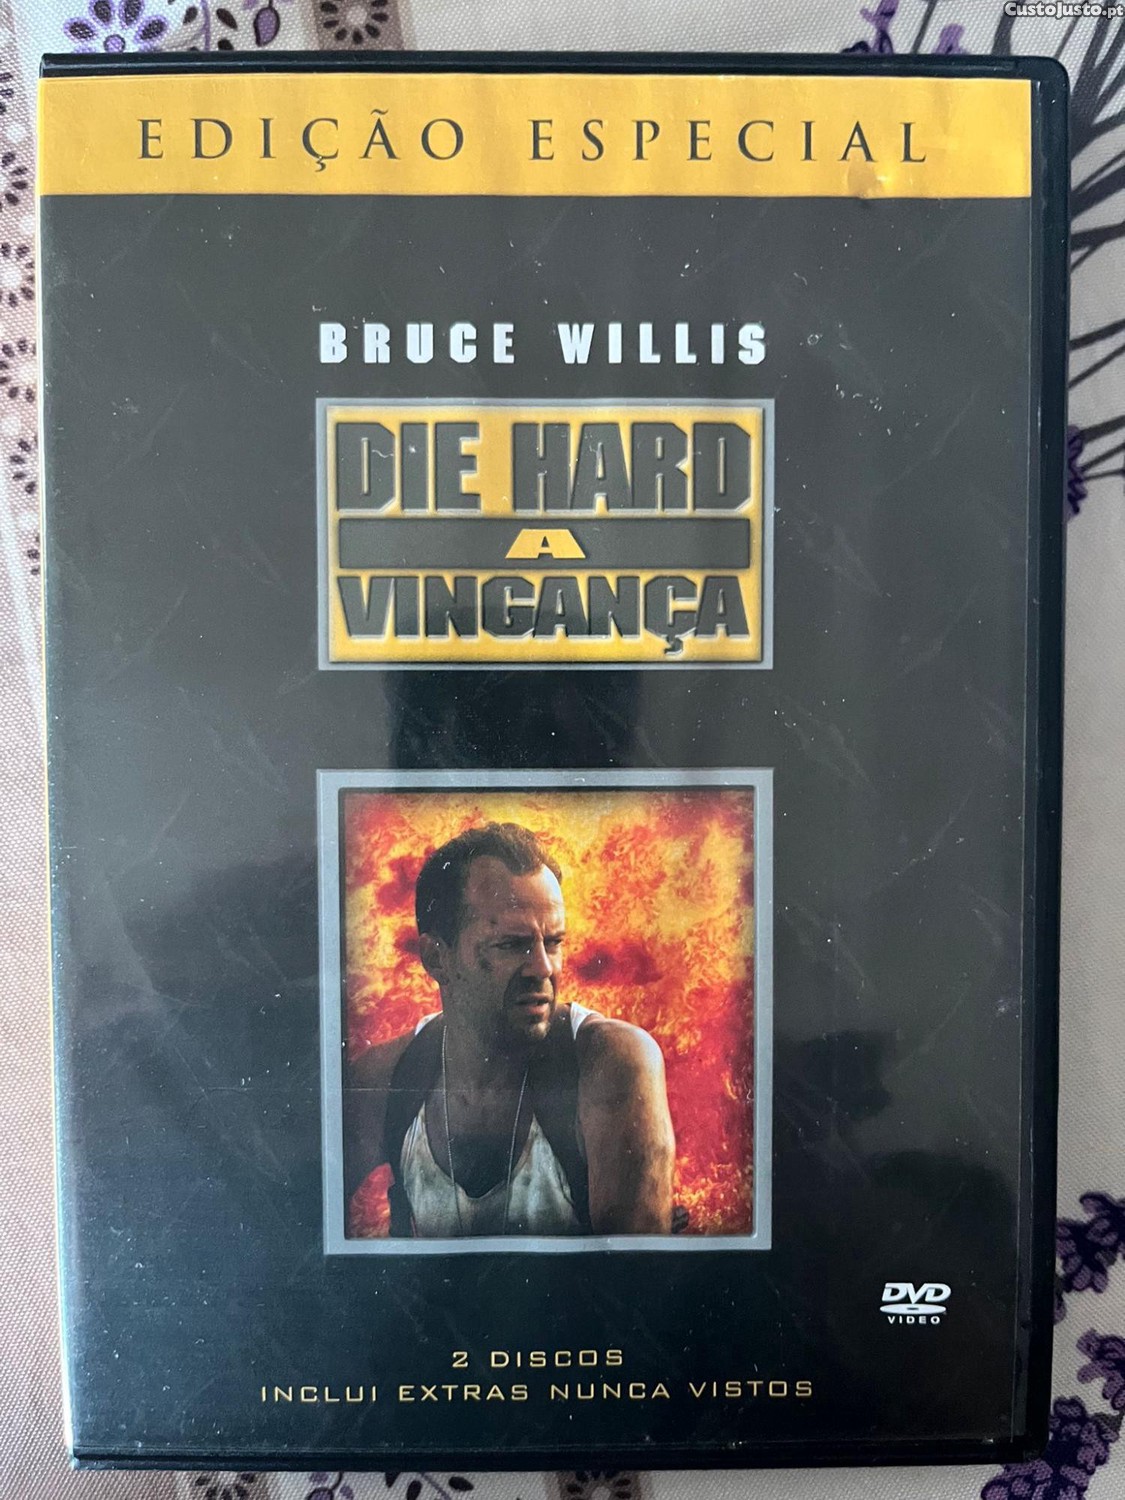 CustoJusto.pt
EDIÇÃO ESPECIAL
BRUCE WILLIS
DIE HARD
A
VINGANÇA
DVD
VIDEO
2 DISCOS
INCLUI EXTRAS NUNCA VISTOS